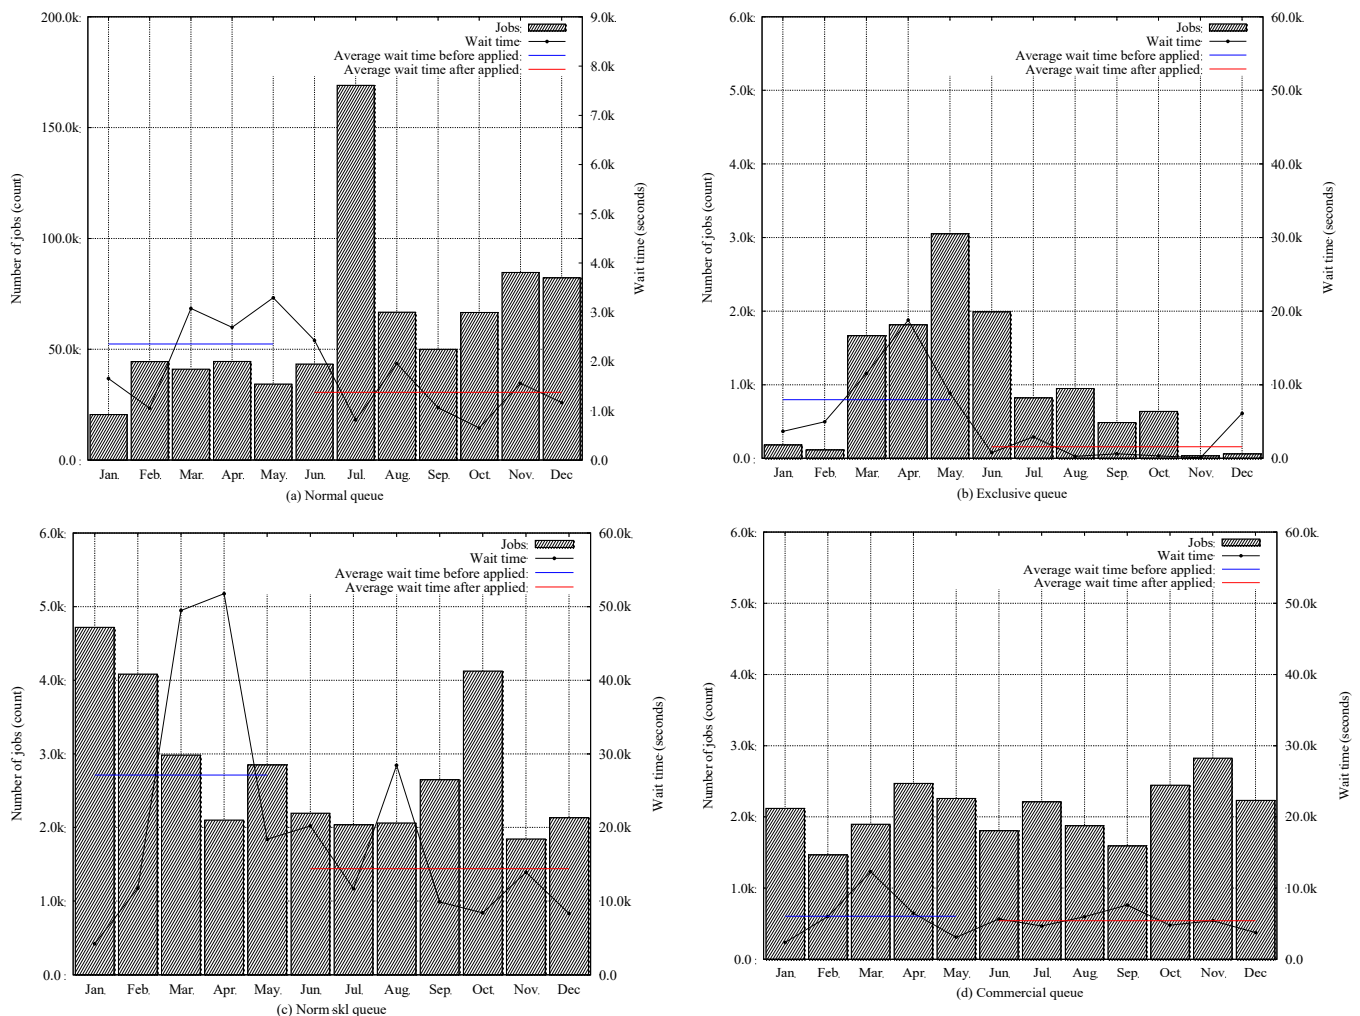 200.0k
150.0k
100.0k
50.0k
0.0
9.0k
8.0k
7.0k
6.0k
5.0k
4.0k
3.0k
2.0k
1.0k
0.0
Number of jobs (count)
Wait time (seconds)
Jobs
Wait time
Average wait time before applied
Average wait time after applied
Jan. Feb. Mar. Apr. May. Jun. Jul. Aug. Sep. Oct. Nov. Dec
(a) Normal queue
6.0k
5.0k
4.0k
3.0k
2.0k
1.0k
0.0
60.0k
50.0k
40.0k
30.0k
20.0k
10.0k
0.0
Number of jobs (count)
Wait time (seconds)
Jobs
Wait time
Average wait time before applied
Average wait time after applied
Jan. Feb. Mar. Apr. May. Jun. Jul. Aug. Sep. Oct. Nov. Dec
(b) Exclusive queue
6.0k
5.0k
4.0k
3.0k
2.0k
1.0k
0.0
60.0k
50.0k
40.0k
30.0k
20.0k
10.0k
0.0
Number of jobs (count)
Wait time (seconds)
Jobs
Wait time
Average wait time before applied
Average wait time after applied
Jan. Feb. Mar. Apr. May. Jun. Jul. Aug. Sep. Oct. Nov. Dec
(c) Norm skl queue
6.0k
5.0k
4.0k
3.0k
2.0k
1.0k
0.0
60.0k
50.0k
40.0k
30.0k
20.0k
10.0k
0.0
Number of jobs (count)
Wait time (seconds)
Jobs
Wait time
Average wait time before applied
Average wait time after applied
Jan. Feb. Mar. Apr. May. Jun. Jul. Aug. Sep. Oct. Nov. Dec
(d) Commercial queue